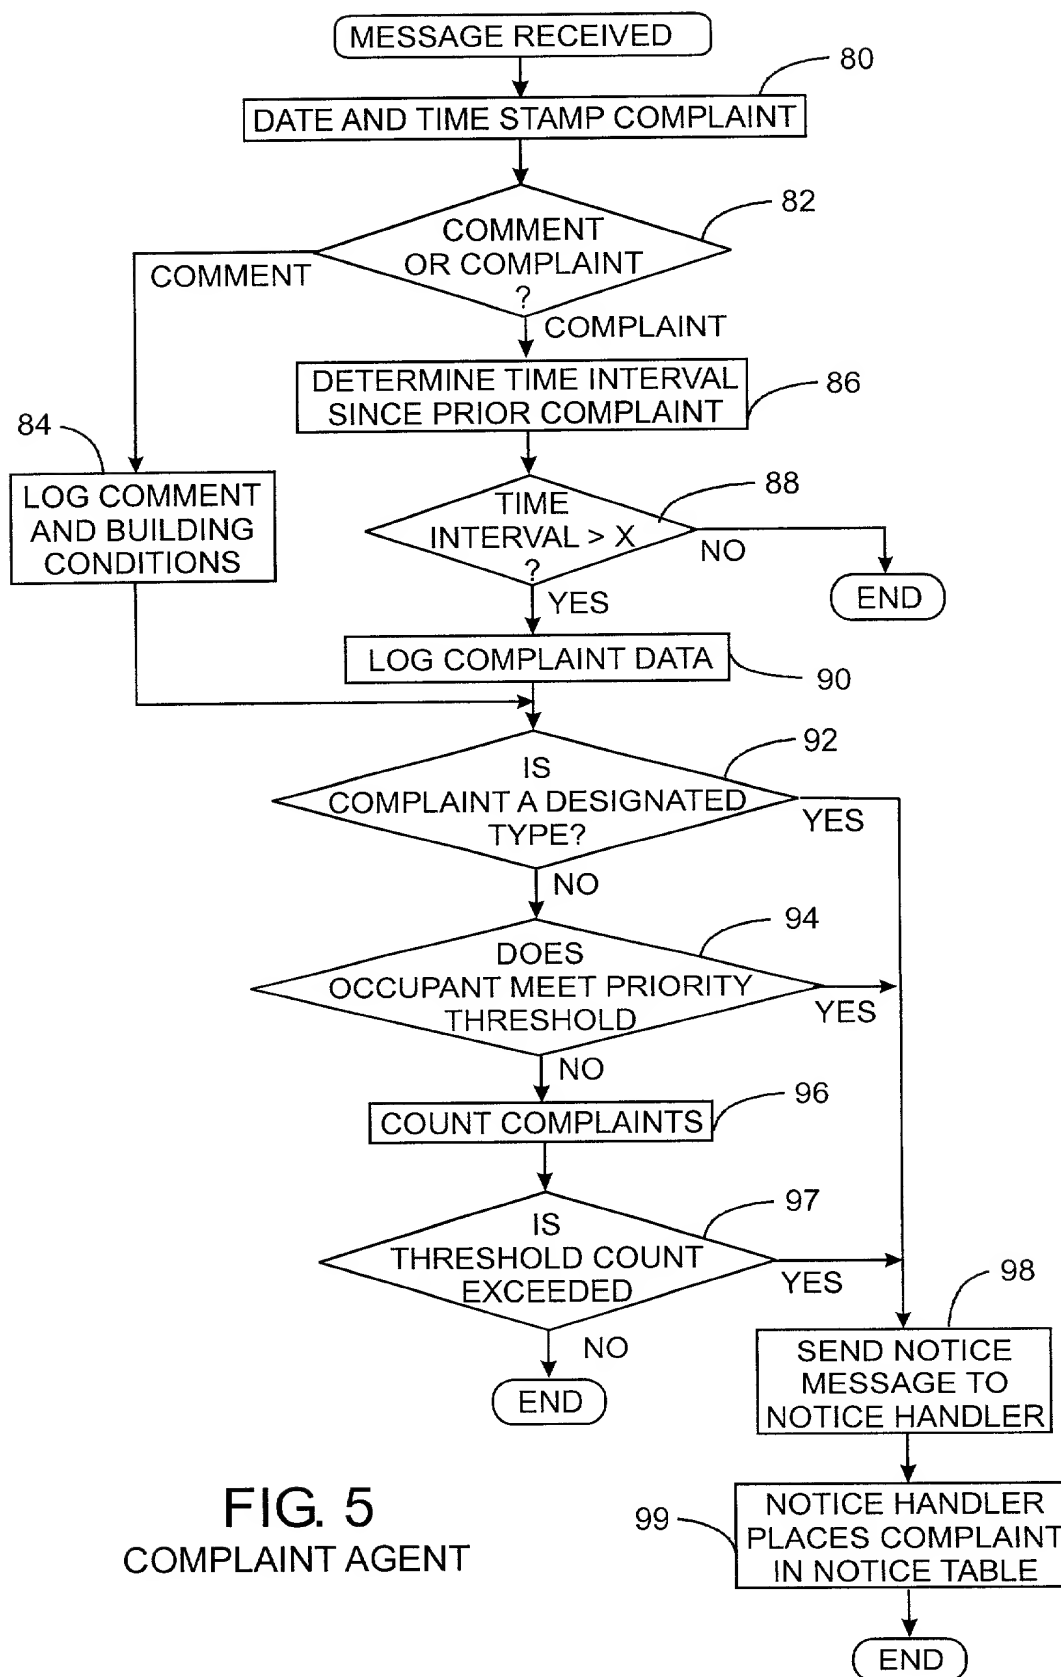 MESSAGE RECEIVED
80
DATE AND TIME STAMP COMPLAINT
82
COMMENT
OR COMPLAINT
?
COMMENT
COMPLAINT
DETERMINE TIME INTERVAL
SINCE PRIOR COMPLAINT
86
84
LOG COMMENT
AND BUILDING
CONDITIONS
TIME
INTERVAL > X
?
88
NO
END
YES
LOG COMPLAINT DATA
90
92
IS
COMPLAINT A DESIGNATED
TYPE?
YES
NO
94
DOES
OCCUPANT MEET PRIORITY
THRESHOLD
YES
NO
COUNT COMPLAINTS
96
97
IS
THRESHOLD COUNT
EXCEEDED
YES
NO
END
98
SEND NOTICE
MESSAGE TO
NOTICE HANDLER
99
NOTICE HANDLER
PLACES COMPLAINT
IN NOTICE TABLE
END
FIG. 5
COMPLAINT AGENT